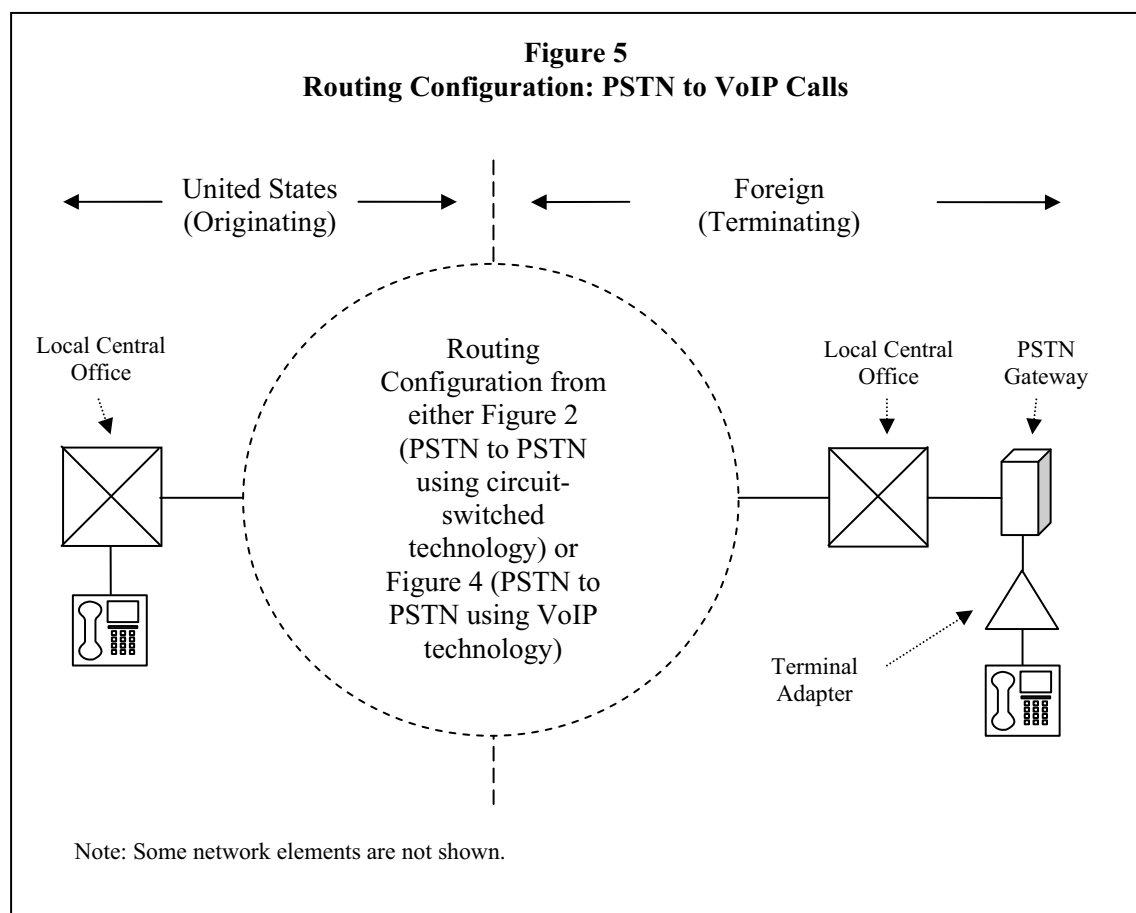 Figure 5
Routing Configuration: PSTN to VoIP Calls
United States
(Originating)
Foreign
(Terminating)
Local Central
Office
Routing
Configuration from
either Figure 2
(PSTN to PSTN
using circuit-
switched
technology) or
Figure 4 (PSTN to
PSTN using VoIP
technology)
Local Central
Office
PSTN
Gateway
Terminal
Adapter
Note: Some network elements are not shown.